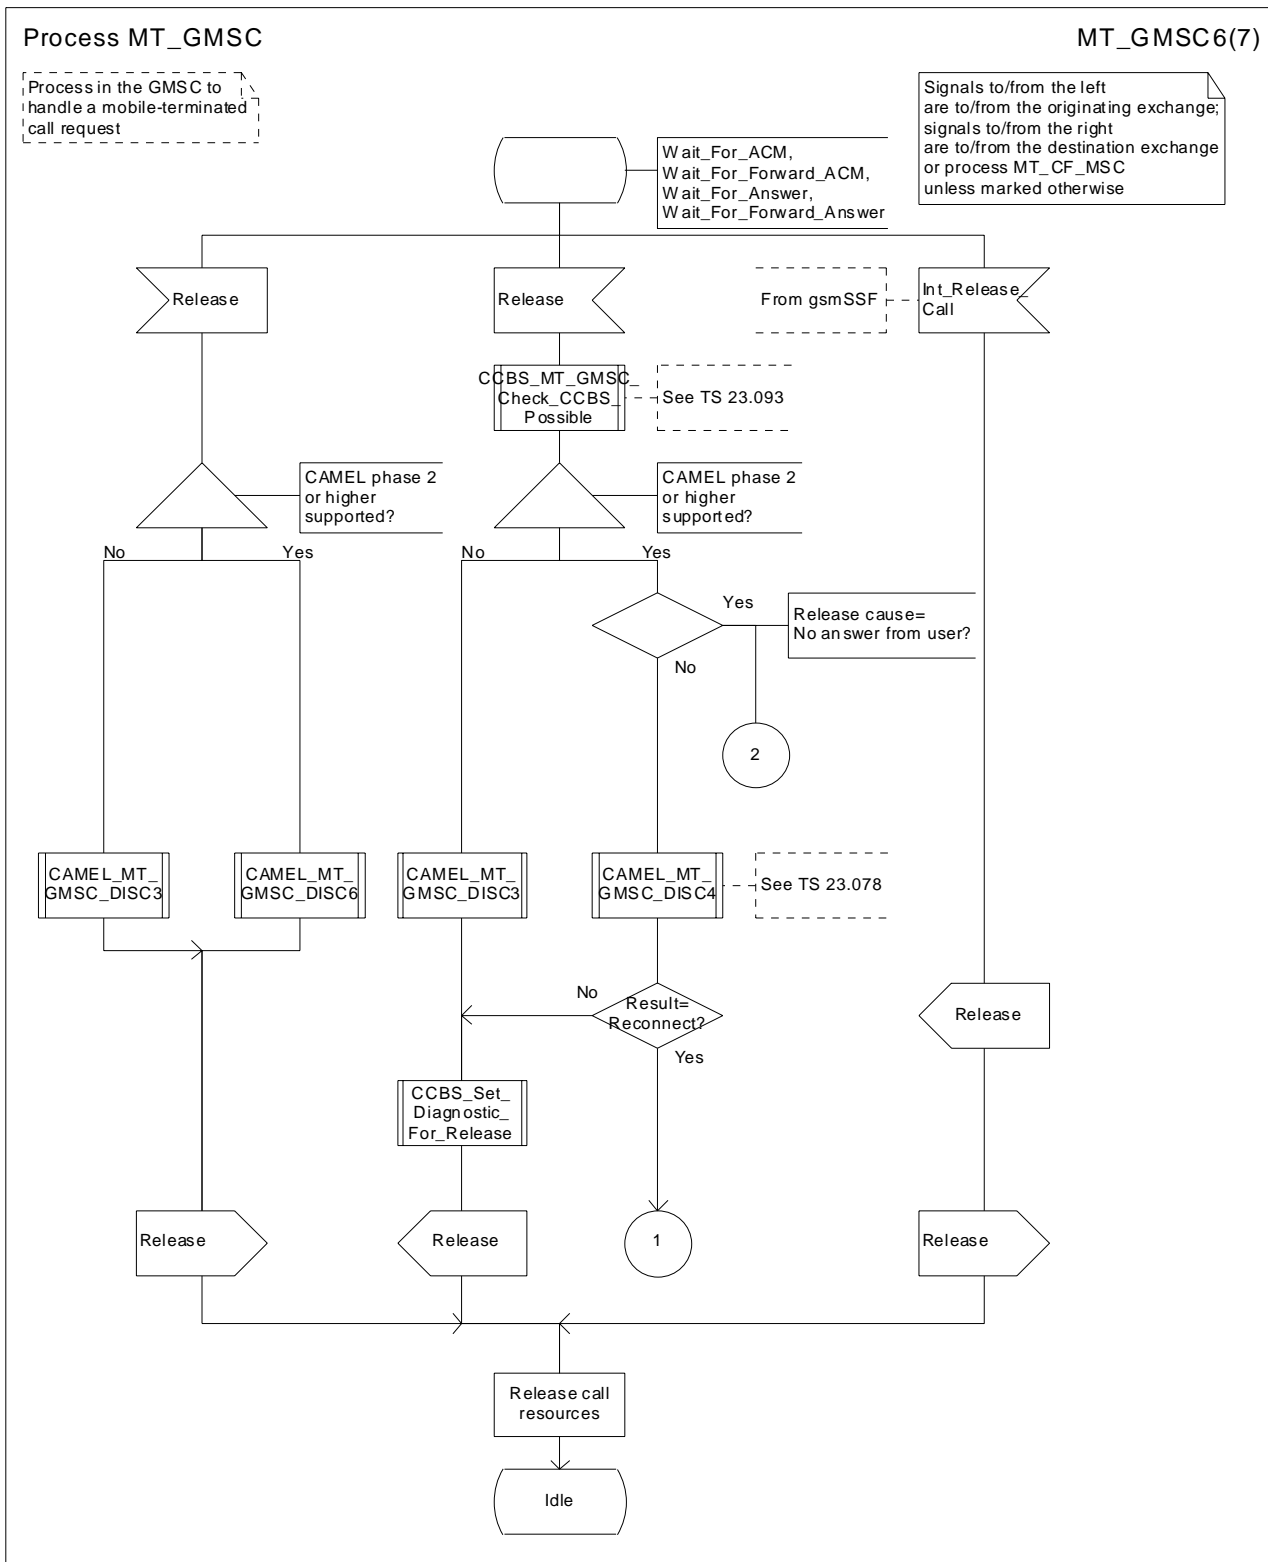 Process MT_GMSC
MT_GMSC6(7)
Process in the GMSC to
handle a mobile-terminated
call request
Signals to/from the left
are to/from the originating exchange;
signals to/from the right
are to/from the destination exchange
or process MT_CF_MSC
unless marked otherwise
Wait_For_ACM,
Wait_For_Forward_ACM,
Wait_For_Answer,
Wait_For_Forward_Answer
Release
Release
From gsmSSF
Int_Release_
Call
CCBS_MT_GMSC_
Check_CCBS_
Possible
See TS 23.093
CAMEL phase 2
or higher
supported?
CAMEL phase 2
or higher
supported?
No
Yes
No
Yes
Yes
Release cause=
No answer from user?
No
2
CAMEL_MT_
GMSC_DISC3
CAMEL_MT_
GMSC_DISC6
CAMEL_MT_
GMSC_DISC3
CAMEL_MT_
GMSC_DISC4
See TS 23.078
No
Result=
Reconnect?
Yes
Release
CCBS_Set_
Diagnostic_
For_Release
Release
Release
1
Release
Release call
resources
Idle